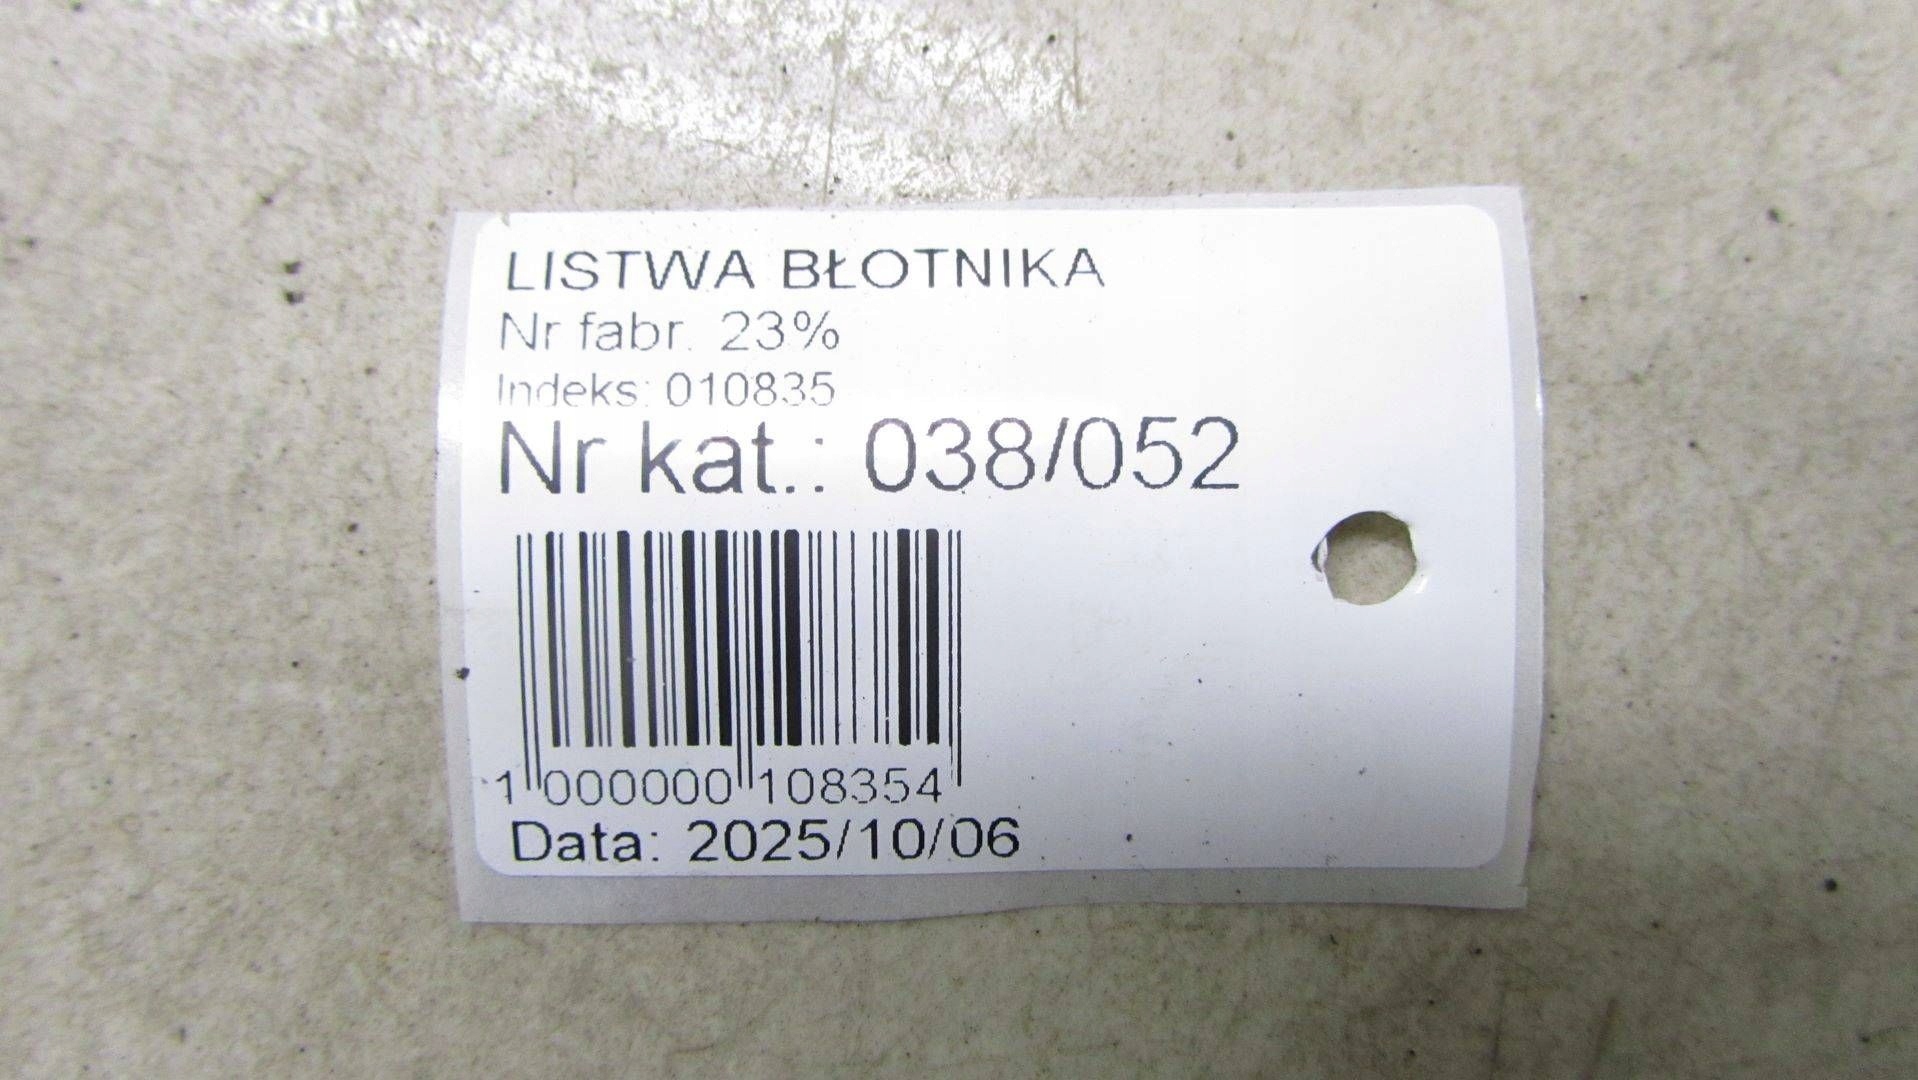 LISTWA BŁOTNIKA
Nr fabr. 23%
Indeks: 010835
Nr kat.: 038/052
1 000000 108354
Data: 2025/10/06